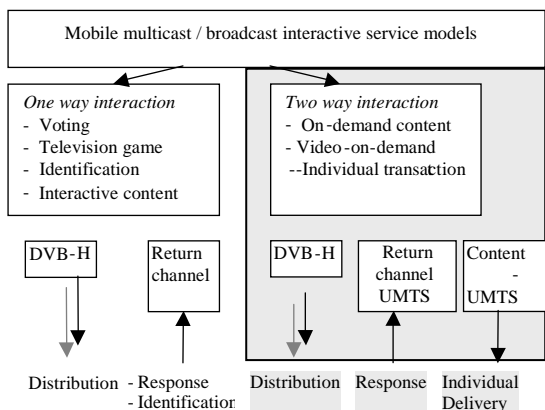 Mobile multicast / broadcast interactive service models
One way interaction
- Voting
- Television game
- Identification
- Interactive content
Two way interaction
- On-demand content
- Video-on-demand
--Individual transaction
DVB-H
Return
channel
DVB-H
Return
channel
UMTS
Content
-
UMTS
Distribution
- Response
- Identification
Distribution
Response
Individual
Delivery